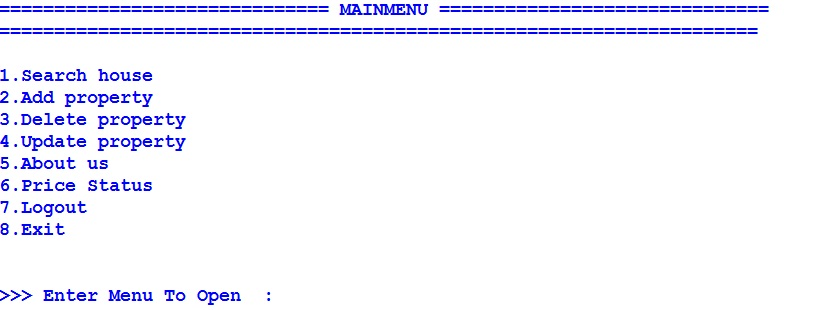 ============================== MAINMENU ==============================
=====================================================================
1.Search house
2.Add property
3.Delete property
4.Update property
5.About us
6.Price Status
7.Logout
8.Exit
>>> Enter Menu To Open  :